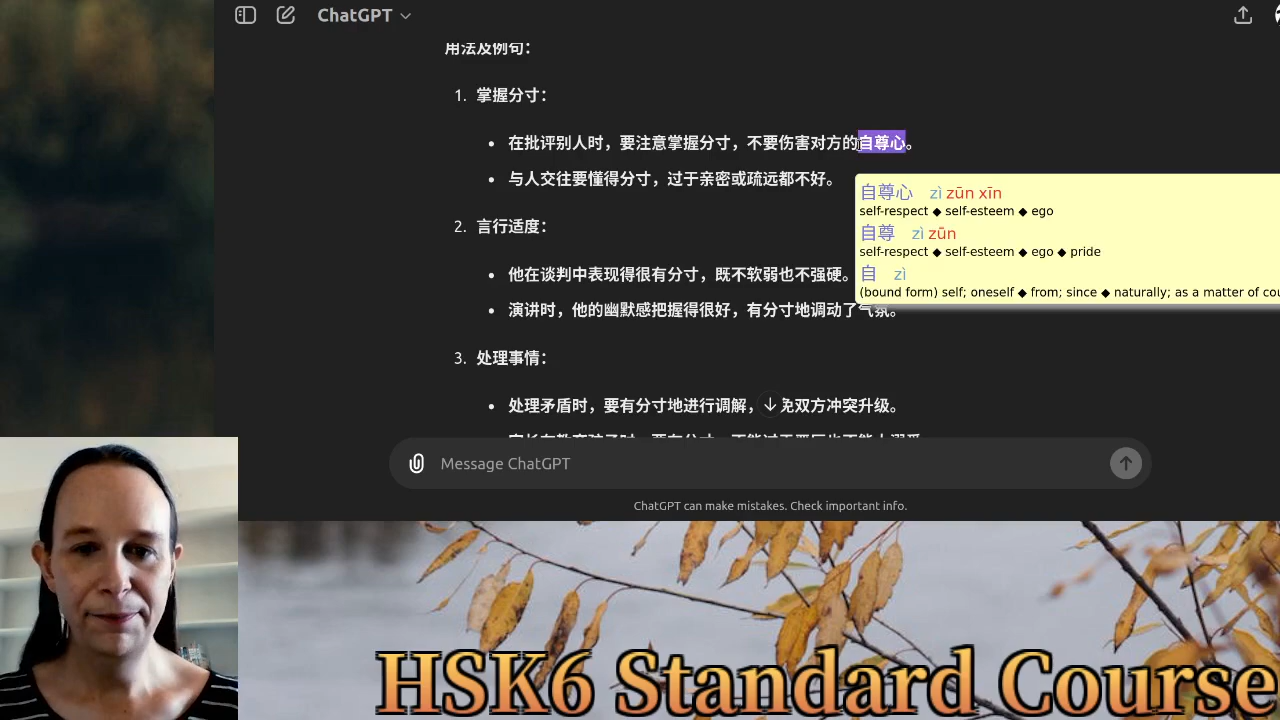 ChatGPT
用法及例句：
1. 掌握分寸：
在批评别人时，要注意掌握分寸，不要伤害对方的自尊心。
与人交往要懂得分寸，过于亲密或疏远都不好。
自尊心 zì zūn xīn
self-respect ◆ self-esteem ◆ ego
自尊 zì zūn
self-respect ◆ self-esteem ◆ ego ◆ pride
自 zì
(bound form) self; oneself ◆ from; since ◆ naturally; as a matter of cou
2. 言行适度：
他在谈判中表现得很有分寸，既不软弱也不强硬。
演讲时，他的幽默感把握得很好，有分寸地调动了气氛。
3. 处理事情：
处理矛盾时，要有分寸地进行调解，免双方冲突升级。
Message ChatGPT
ChatGPT can make mistakes. Check important info.
HSK6 Standard Course